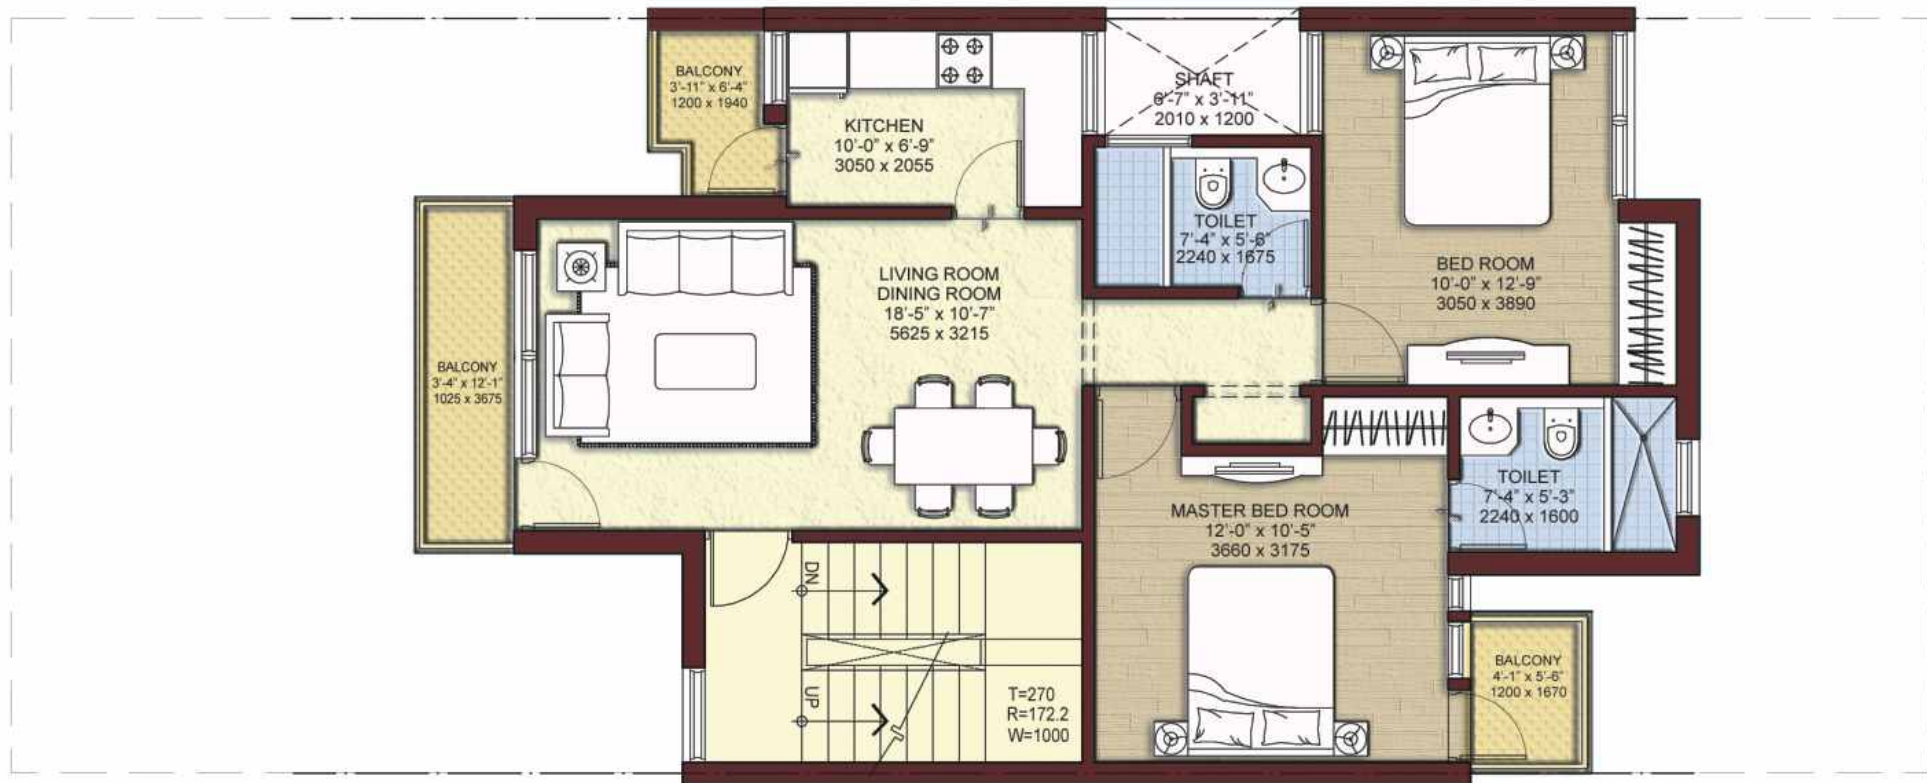 BALCONY
3'-11" x 6'-4"
1200 x 1940
KITCHEN
10'-0" x 6'-9"
3050 x 2055
SHAFT
6'-7" x 3'-11"
2010 x 1200
TOILET
7'-4" x 5'-6"
2240 x 1675
BED ROOM
10'-0" x 12'-9"
3050 x 3890
LIVING ROOM
DINING ROOM
18'-5" x 10'-7"
5625 x 3215
BALCONY
3'-4" x 12'-1"
1025 x 3675
MASTER BED ROOM
12'-0" x 10'-5"
3660 x 3175
TOILET
7'-4" x 5'-3"
2240 x 1600
DN
UP
T=270
R=172.2
W=1000
BALCONY
4'-1" x 5'-6"
1200 x 1670